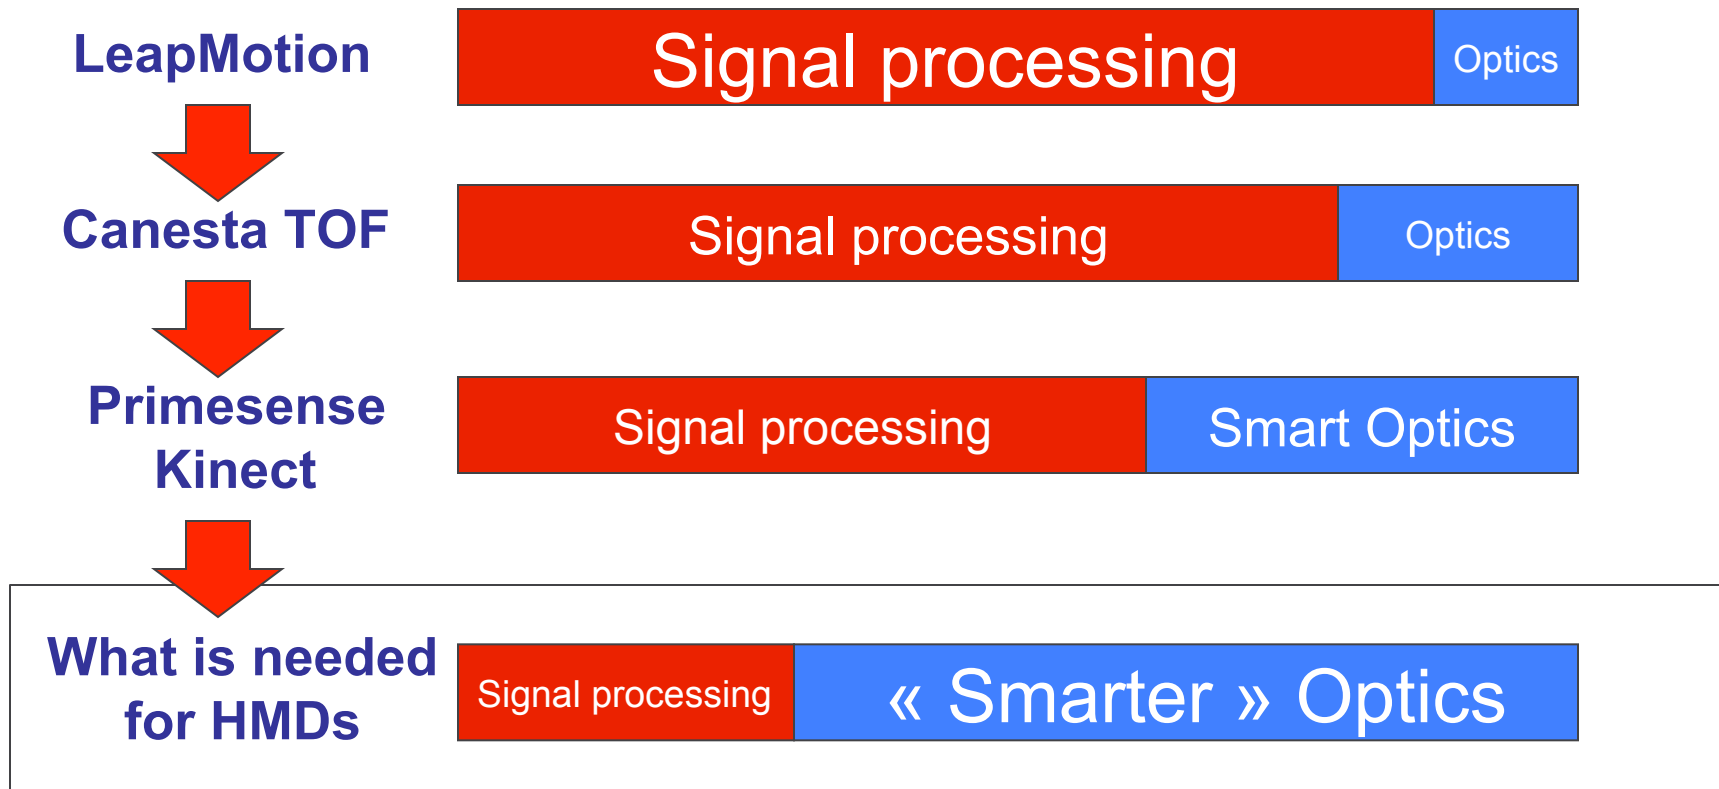 LeapMotion
Signal processing
Optics
Canesta TOF
Signal processing
Optics
Primesense
Kinect
Signal processing
Smart Optics
What is needed
for HMDs
Signal processing
« Smarter » Optics